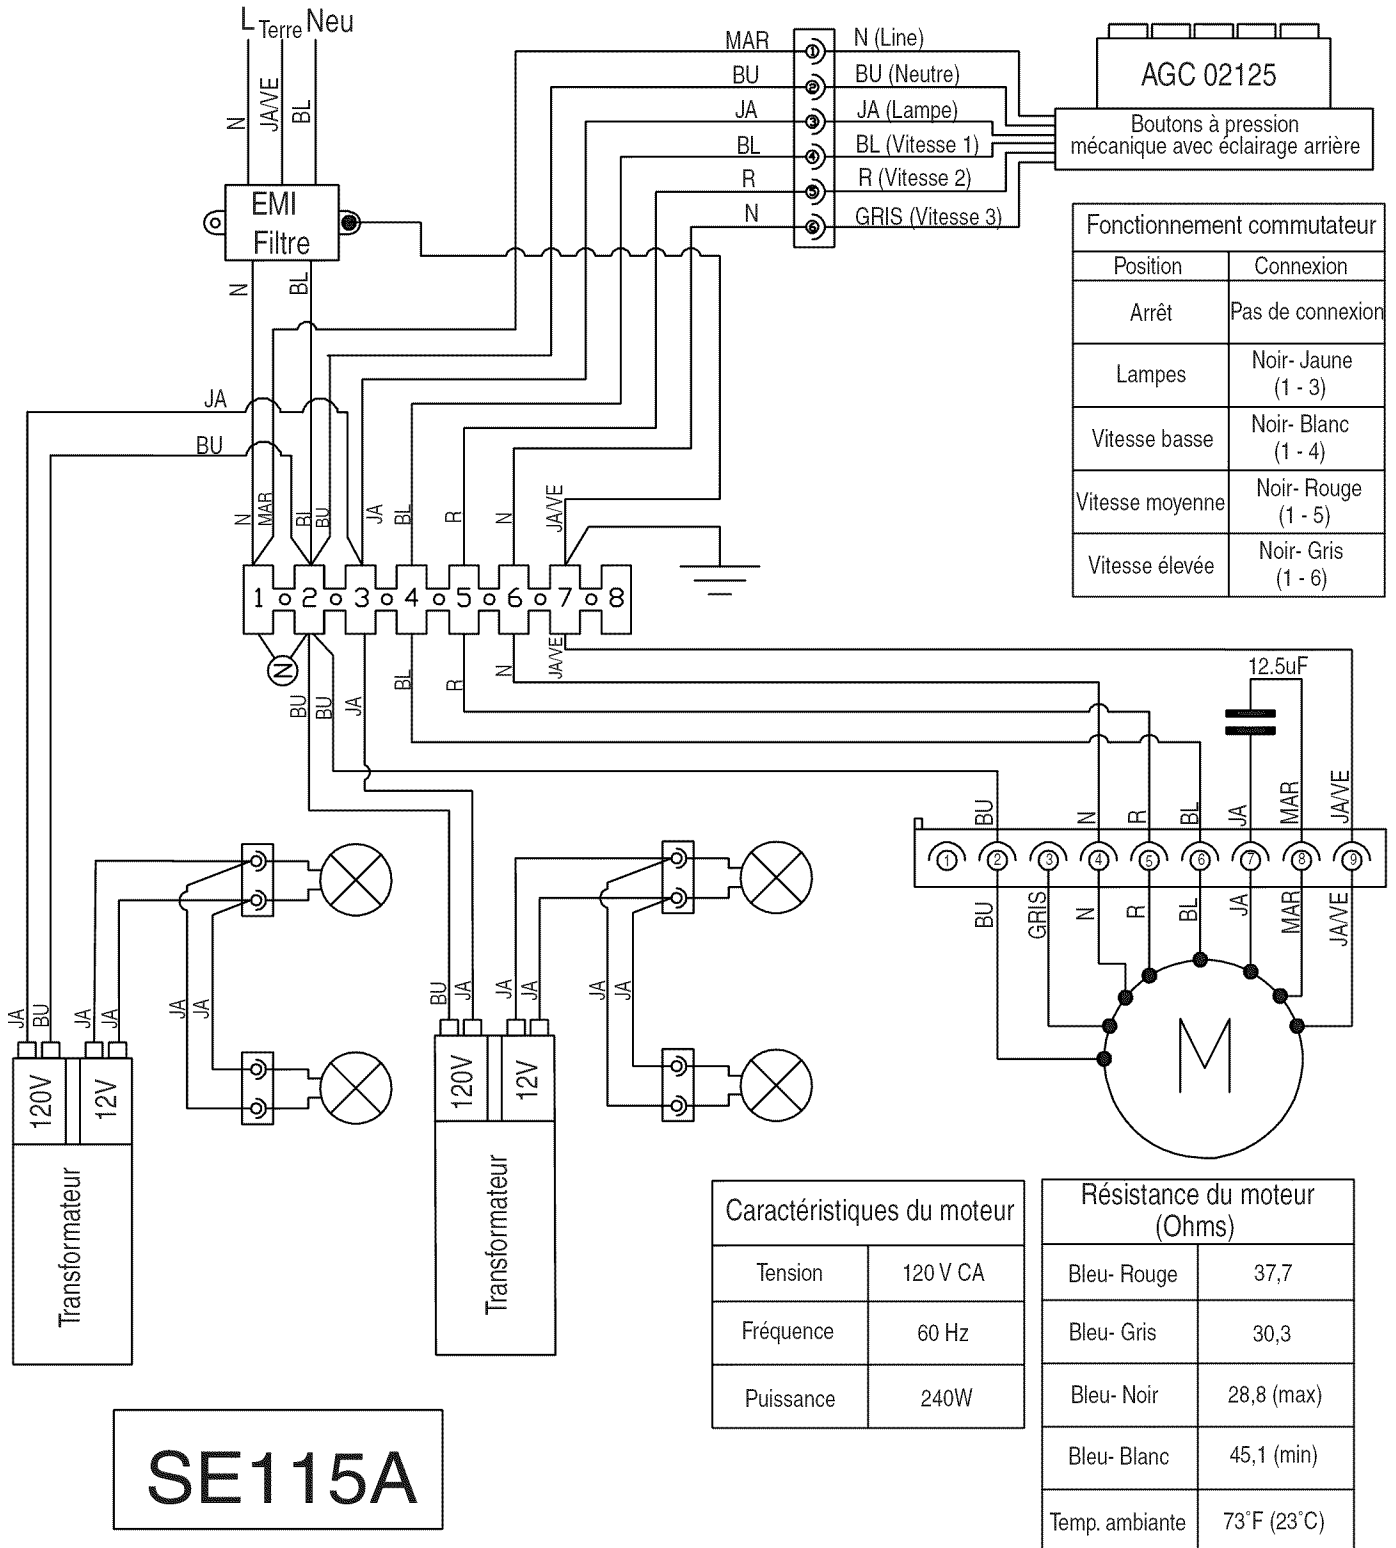 L Terre Neu
N JA/VE BL
EMI
Filtre
N BL
MAR 1 N (Line)
BU 2 BU (Neutre)
JA 3 JA (Lampe)
BL 4 BL (Vitesse 1)
R 5 R (Vitesse 2)
N 6 GRIS (Vitesse 3)
AGC 02125
Boutons à pression
mécanique avec éclairage arrière
Fonctionnement commutateur
Position Connexion
Arrêt Pas de connexion
Lampes Noir- Jaune
(1 - 3)
Vitesse basse Noir- Blanc
(1 - 4)
Vitesse moyenne Noir- Rouge
(1 - 5)
Vitesse élevée Noir- Gris
(1 - 6)
JA
BU
N MAR BL BU JA BL R N JA/VE
1 2 3 4 5 6 7 8
N
BU BU JA BL R N JA/VE
12.5uF
BU N R BL JA MAR JA/VE
1 2 3 4 5 6 7 8 9
BU GRIS N R BL JA MAR JA/VE
M
JA BU JA JA
JA JA
120V 12V
Transformateur
BU JA JA JA
JA JA
120V 12V
Transformateur
Caractéristiques du moteur
Tension 120 V CA
Fréquence 60 Hz
Puissance 240W
Résistance du moteur
(Ohms)
Bleu- Rouge 37,7
Bleu- Gris 30,3
Bleu- Noir 28,8 (max)
Bleu- Blanc 45,1 (min)
Temp. ambiante 73°F (23°C)
SE115A